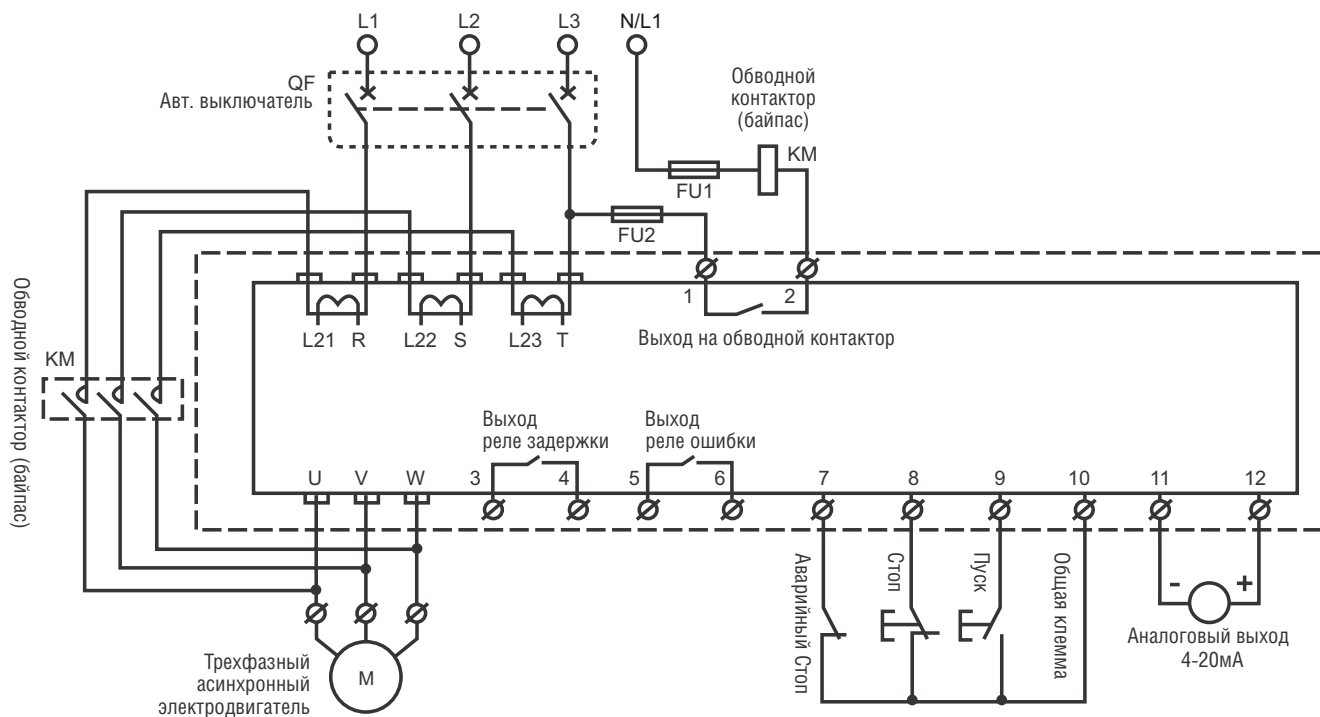 L1
L2
L3
N/L1
QF
Авт. выключатель
Обводной
контактор
(байпас)
KM
FU1
FU2
1
2
L21
R
L22
S
L23
T
Выход на обводной контактор
Обводной контактор (байпас)
KM
Выход
реле задержки
Выход
реле ошибки
U
V
W
3
4
5
6
7
8
9
10
11
12
Аварийный Стоп
Стоп
Пуск
Общая клемма
-
+
Аналоговый выход
4-20мА
Трехфазный
асинхронный
электродвигатель
M